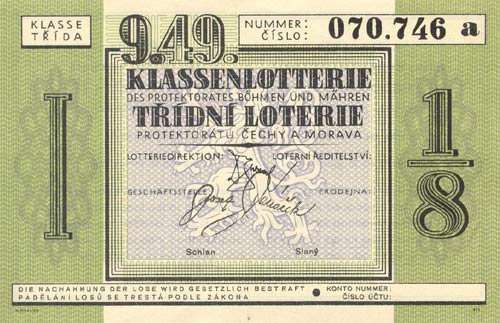 KLASSE
TŘÍDA
9.49.
NUMMER:
ČÍSLO:
070.746 a
KLASSENLOTTERIE
DES PROTEKTORATES BÖHMEN UND MÄHREN
TŘÍDNÍ LOTERIE
PROTEKTORÁTU ČECHY A MORAVA
I
1/8
LOTTERIEDIREKTION: LOTERNÍ ŘEDITELSTVÍ:
GESCHÄFTSSTELLE PRODEJNA:
Schlan Slaný
DIE NACHAHMUNG DER LOSE WIRD GESETZLICH BESTRAFT
PADĚLÁNÍ LOSŮ SE TRESTÁ PODLE ZÁKONA
KONTO NUMMER:
ČÍSLO ÚČTU: